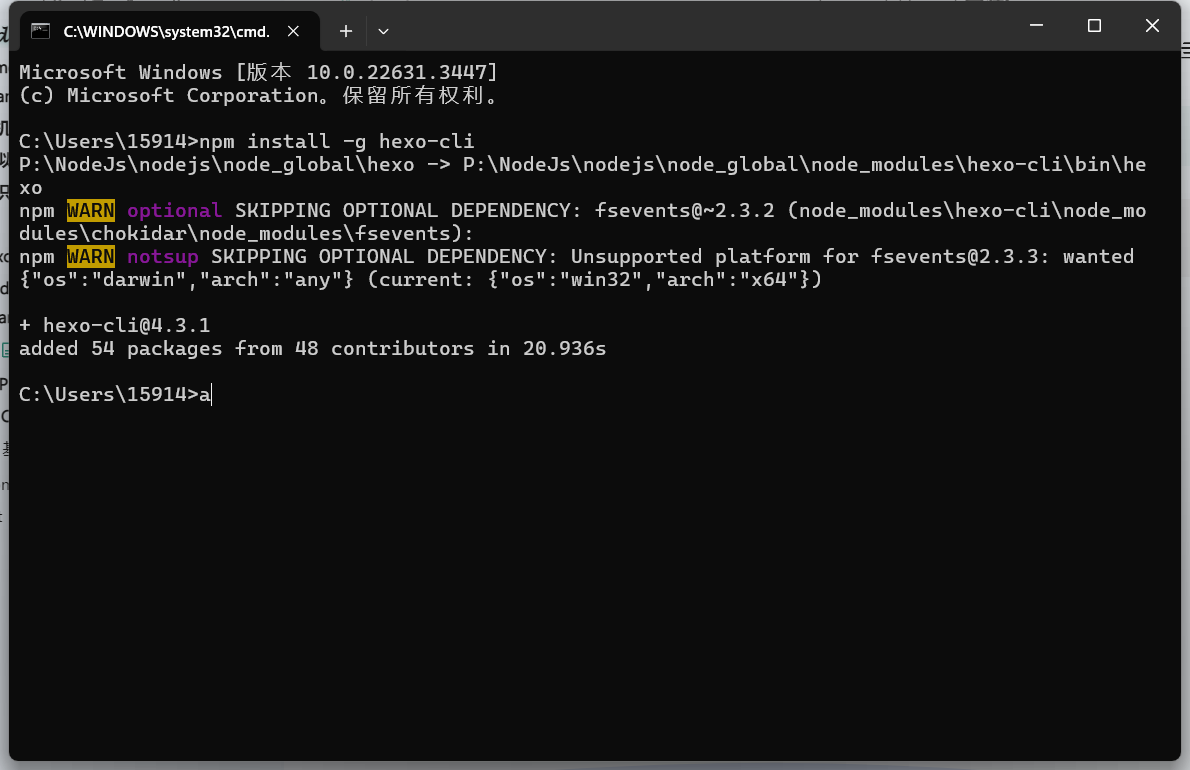 C:\WINDOWS\system32\cmd.
Microsoft Windows [版本 10.0.22631.3447]
(c) Microsoft Corporation。保留所有权利。
C:\Users\15914>npm install -g hexo-cli
P:\NodeJs\nodejs\node_global\hexo -> P:\NodeJs\nodejs\node_global\node_modules\hexo-cli\bin\he
xo
npm WARN optional SKIPPING OPTIONAL DEPENDENCY: fsevents@~2.3.2 (node_modules\hexo-cli\node_mo
dules\chokidar\node_modules\fsevents):
npm WARN notsup SKIPPING OPTIONAL DEPENDENCY: Unsupported platform for fsevents@2.3.3: wanted
{"os":"darwin","arch":"any"} (current: {"os":"win32","arch":"x64"})
+ hexo-cli@4.3.1
added 54 packages from 48 contributors in 20.936s
C:\Users\15914>a